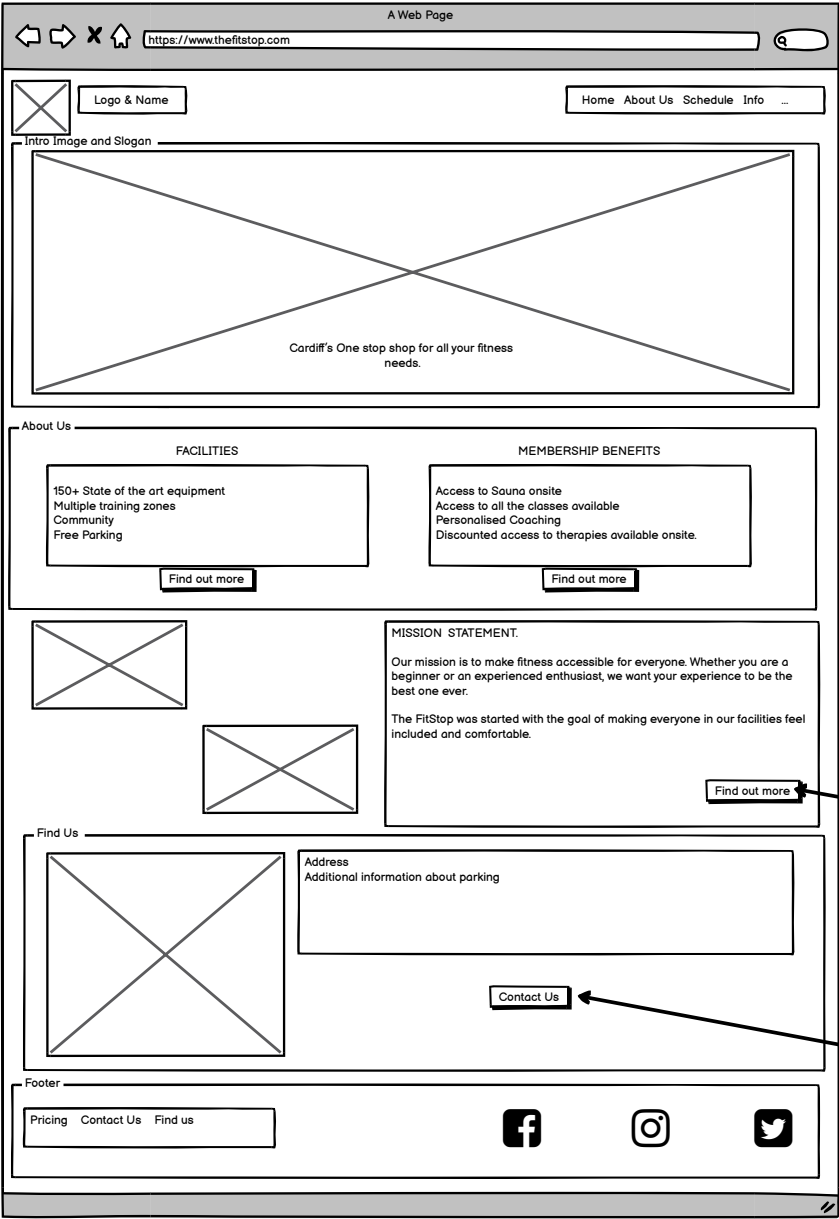 A Web Page
https://www.thefitstop.com
Logo & Name
Home About Us Schedule Info ...
Intro Image and Slogan
Cardiff's One stop shop for all your fitness
needs.
About Us
FACILITIES
150+ State of the art equipment
Multiple training zones
Community
Free Parking
Find out more
MEMBERSHIP BENEFITS
Access to Sauna onsite
Access to all the classes available
Personalised Coaching
Discounted access to therapies available onsite.
Find out more
MISSION STATEMENT.
Our mission is to make fitness accessible for everyone. Whether you are a
beginner or an experienced enthusiast, we want your experience to be the
best one ever.
The FitStop was started with the goal of making everyone in our facilities feel
included and comfortable.
Find out more
Find Us
Address
Additional information about parking
Contact Us
Footer
Pricing Contact Us Find us